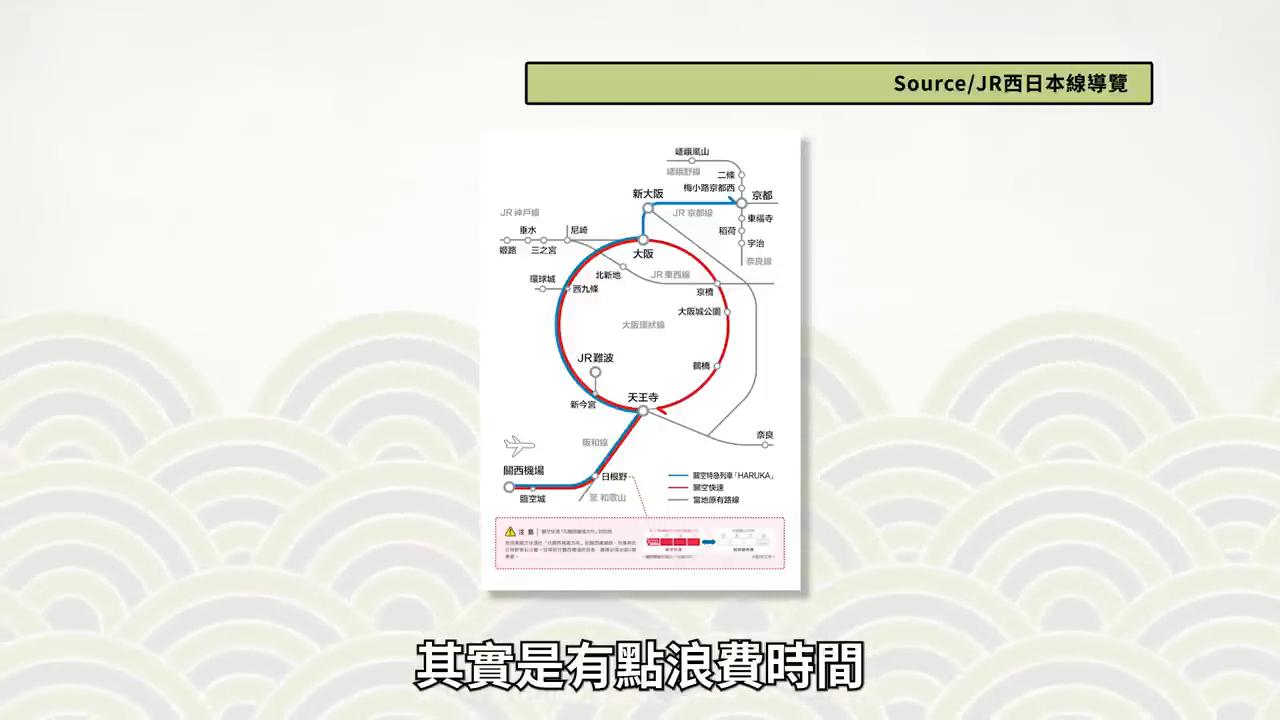 Source/JR西日本線導覽
嵯峨嵐山
嵯峨野線
二條
梅小路京都西
新大阪
京都
JR 神戶線
JR 京都線
東福寺
垂水
尼崎
稻荷
姬路
三之宮
宇治
大阪
奈良線
北新地
JR 東西線
環球城
西九條
京橋
大阪城公園
大阪環狀線
JR難波
鶴橋
天王寺
新今宮
阪和線
奈良
關西機場
日根野
關空特急列車「HARUKA」
關空快速
臨空城
至 和歌山
當地原有路線
注 意
其實是有點浪費時間